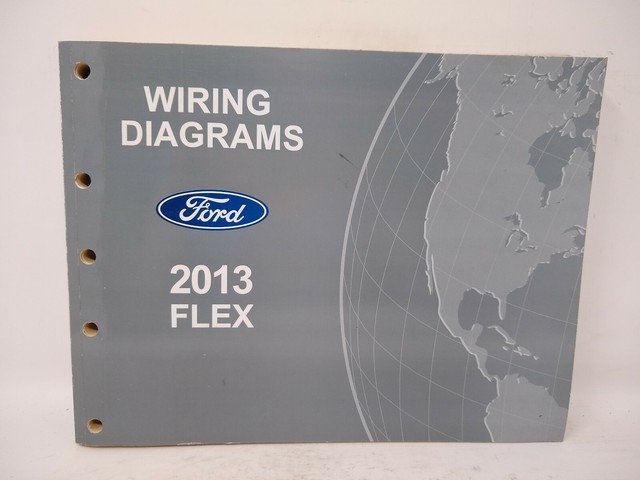 WIRING
DIAGRAMS
Ford
2013
FLEX